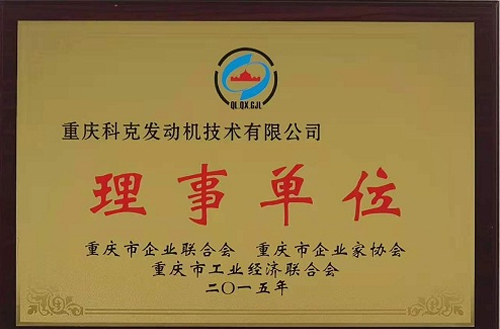 QL.QX.GJL
重庆科克发动机技术有限公司
理事单位
重庆市企业联合会 重庆市企业家协会
重庆市工业经济联合会
二〇一五年